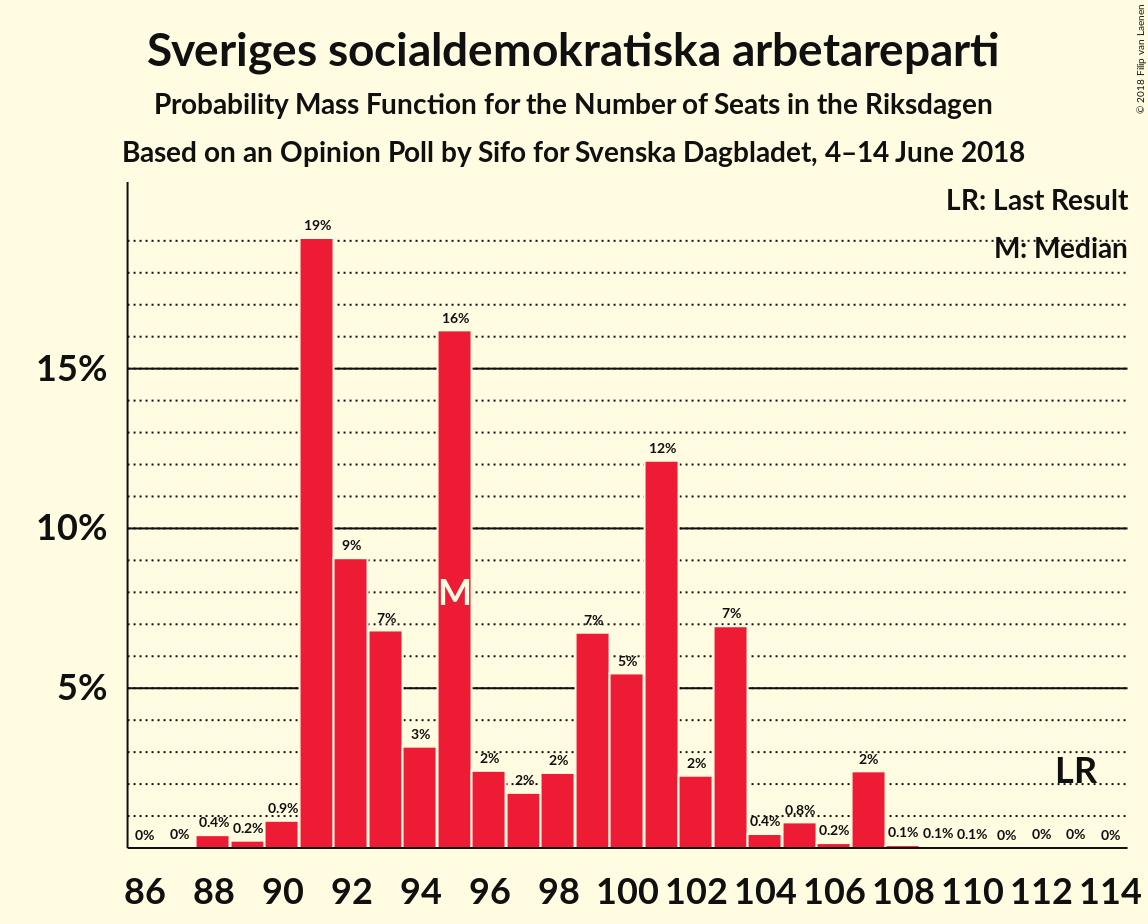 Sveriges socialdemokratiska arbetareparti
Probability Mass Function for the Number of Seats in the Riksdagen
Based on an Opinion Poll by Sifo for Svenska Dagbladet, 4–14 June 2018
© 2018 Filip van Laenen
LR: Last Result
M: Median
15%
10%
5%
0% 0% 0.4% 0.2% 0.9% 19% 9% 7% 3% 16% 2% 2% 2% 7% 5% 12% 2% 7% 0.4% 0.8% 0.2% 2% 0.1% 0.1% 0.1% 0% 0% 0% 0%
M
LR
86 88 90 92 94 96 98 100 102 104 106 108 110 112 114